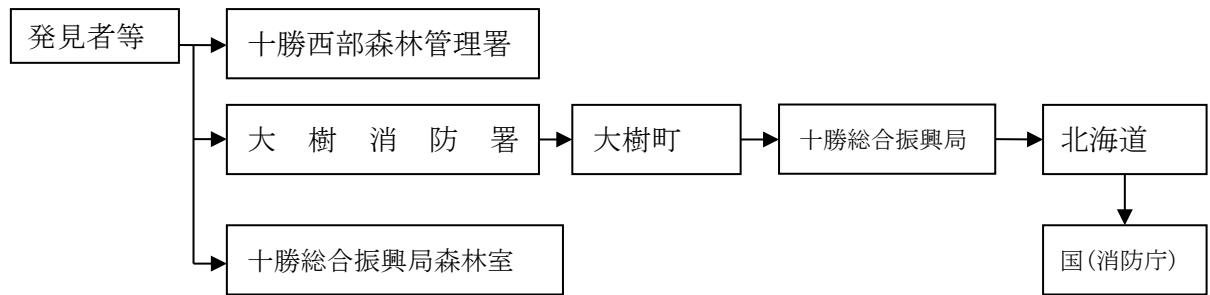 発見者等
十勝西部森林管理署
大樹消防署
大樹町
十勝総合振興局
北海道
十勝総合振興局森林室
国(消防庁)